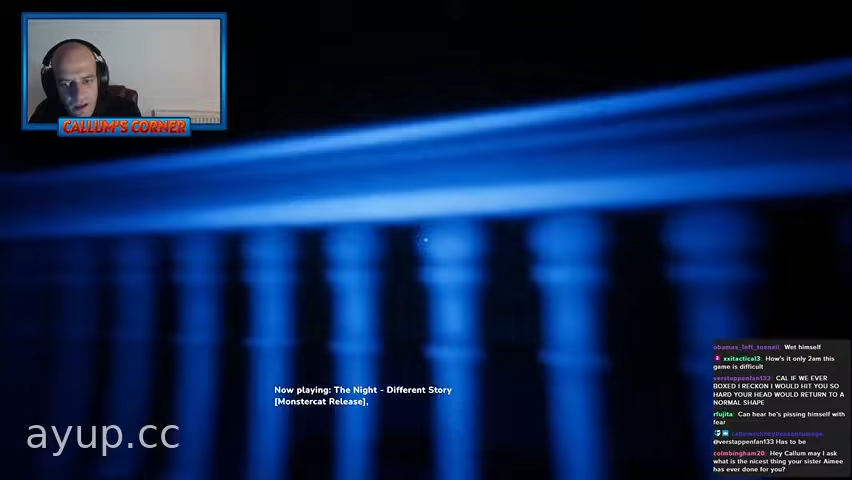 CALLUM'S CORNER
Now playing: The Night - Different Story
[Monstercat Release],
ayup.cc
obamas_left_toenail: Wet himself
xxitactical3: How's it only 2am this
game is difficult
verstappenfan133: CAL IF WE EVER
BOXED I RECKON I WOULD HIT YOU SO
HARD YOUR HEAD WOULD RETURN TO A
NORMAL SHAPE
rfujita: Can hear he's pissing himself with
fear
@verstappenfan133 Has to be
colmbingham20: Hey Callum may I ask
what is the nicest thing your sister Aimee
has ever done for you?